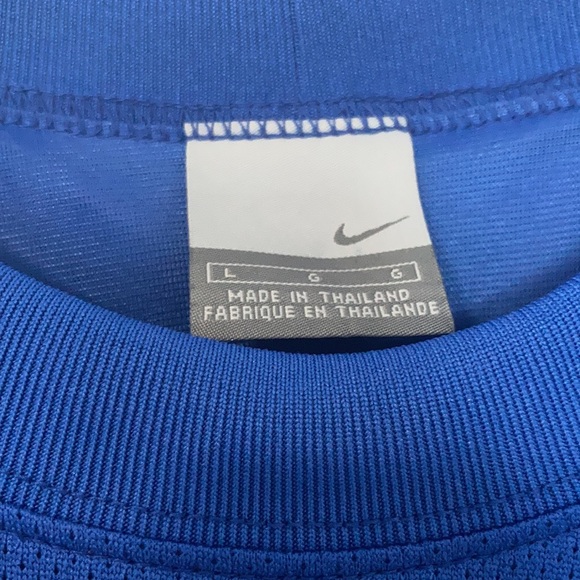 L G G
MADE IN THAILAND
FABRIQUE EN THAILANDE